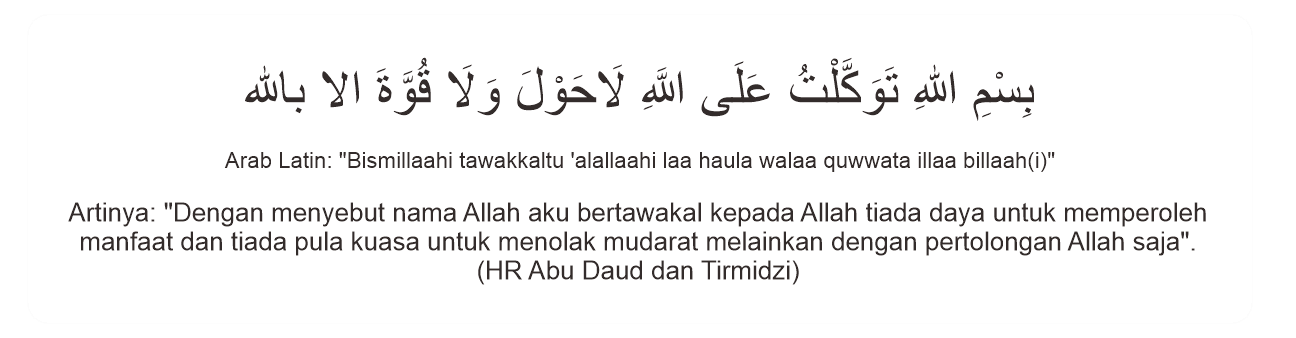 بِسْمِ اللهِ تَوَكَّلْتُ عَلَى اللَّهِ لَاحَوْلَ وَلَا قُوَّةَ الا بالله
Arab Latin: "Bismillaahi tawakkaltu 'alallaahi laa haula walaa quwwata illaa billaah(i)"
Artinya: "Dengan menyebut nama Allah aku bertawakal kepada Allah tiada daya untuk memperoleh
manfaat dan tiada pula kuasa untuk menolak mudarat melainkan dengan pertolongan Allah saja".
(HR Abu Daud dan Tirmidzi)